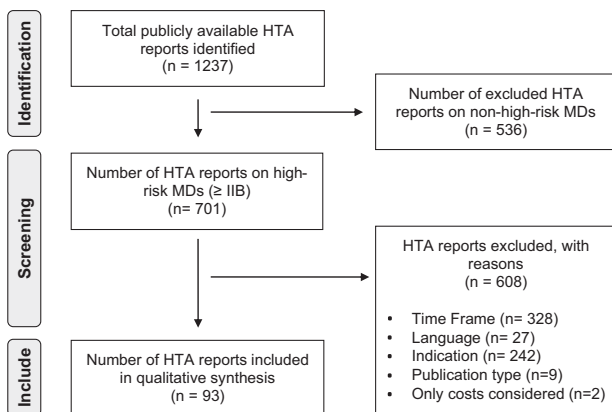 Identification
Total publicly available HTA
reports identified
(n = 1237)
Number of excluded HTA
reports on non-high-risk MDs
(n = 536)
Screening
Number of HTA reports on high-
risk MDs (≥ IIB)
(n= 701)
HTA reports excluded, with
reasons
(n = 608)
• Time Frame (n= 328)
• Language (n= 27)
• Indication (n= 242)
• Publication type (n=9)
• Only costs considered (n=2)
Include
Number of HTA reports included
in qualitative synthesis
(n = 93)